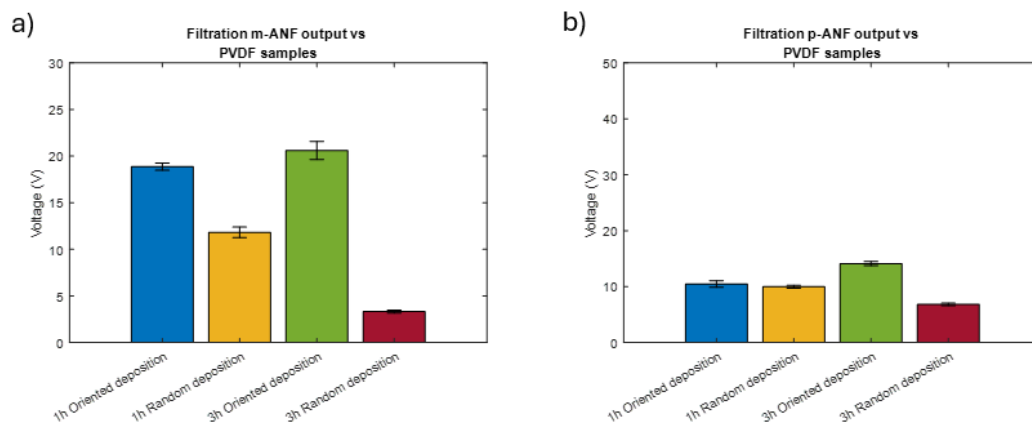 a)
Filtration m-ANF output vs
PVDF samples
30
25
20
15
10
5
0
Voltage (V)
1h Oriented deposition
1h Random deposition
3h Oriented deposition
3h Random deposition
b)
Filtration p-ANF output vs
PVDF samples
50
40
30
20
10
0
Voltage (V)
1h Oriented deposition
1h Random deposition
3h Oriented deposition
3h Random deposition